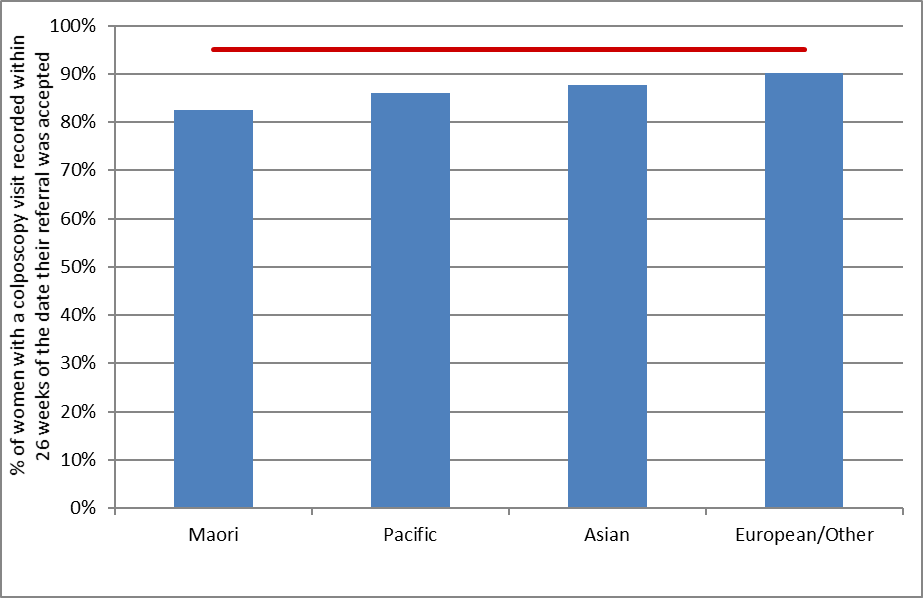 % of women with a colposcopy visit recorded within
26 weeks of the date their referral was accepted
100%
90%
80%
70%
60%
50%
40%
30%
20%
10%
0%
Maori
Pacific
Asian
European/Other